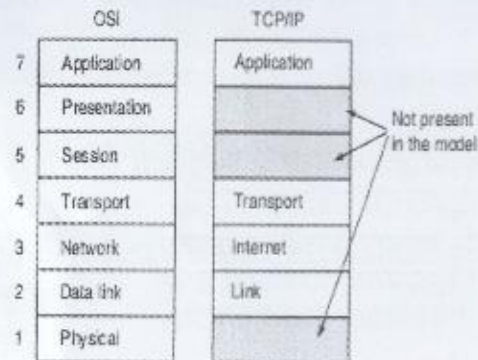 OSI TCP/IP
7 Application Application
6 Presentation
Not present
in the model
5 Session
4 Transport Transport
3 Network Internet
2 Data link Link
1 Physical